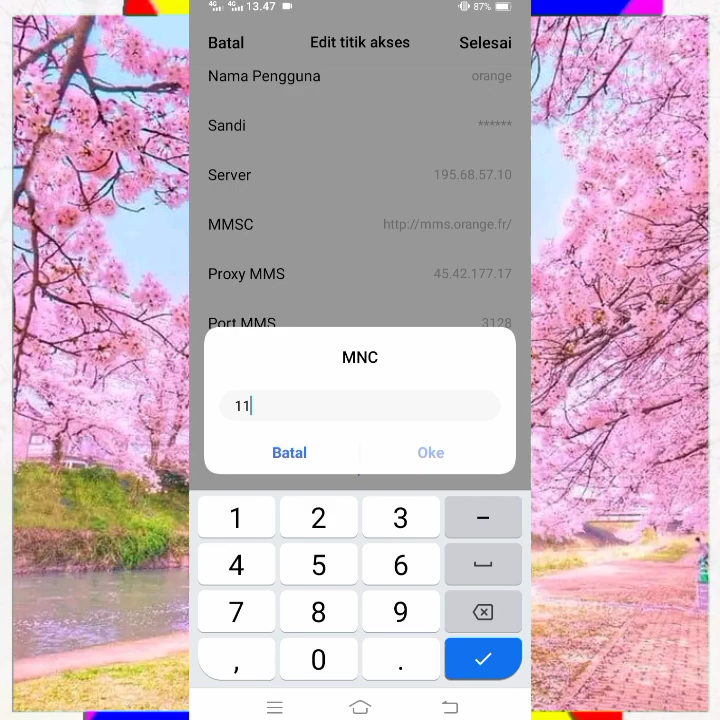 4G 4G 13.47 87%
Batal Edit titik akses Selesai
Nama Pengguna orange
Sandi ******
Server 195.68.57.10
MMSC http://mms.orange.fr/
Proxy MMS 45.42.177.17
Port MMS 3128
MNC
11
Batal Oke
1 2 3 –
4 5 6
7 8 9
, 0 .